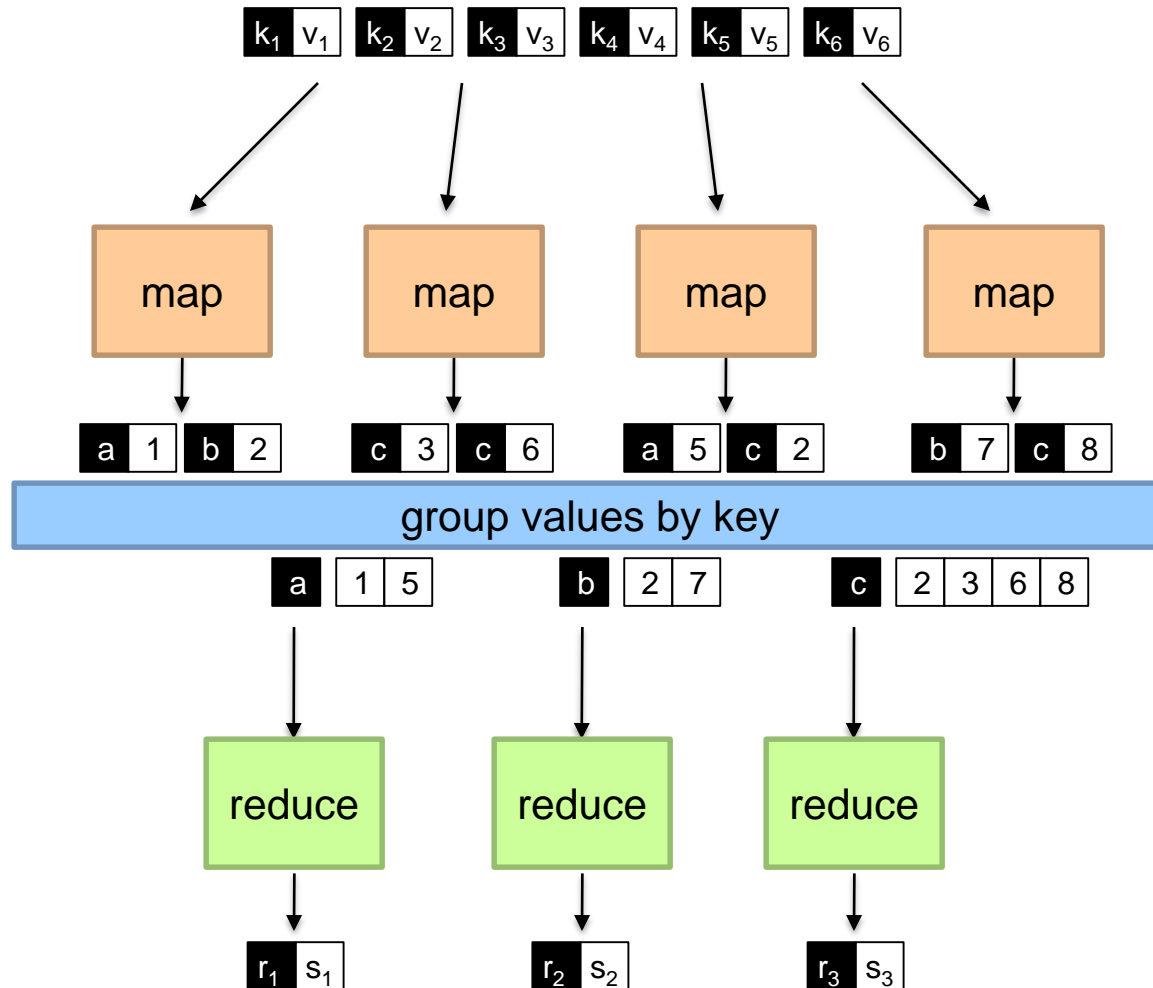 k₁ v₁ k₂ v₂ k₃ v₃ k₄ v₄ k₅ v₅ k₆ v₆
map map map map
a 1 b 2 c 3 c 6 a 5 c 2 b 7 c 8
group values by key
a 1 5 b 2 7 c 2 3 6 8
reduce reduce reduce
r₁ s₁ r₂ s₂ r₃ s₃